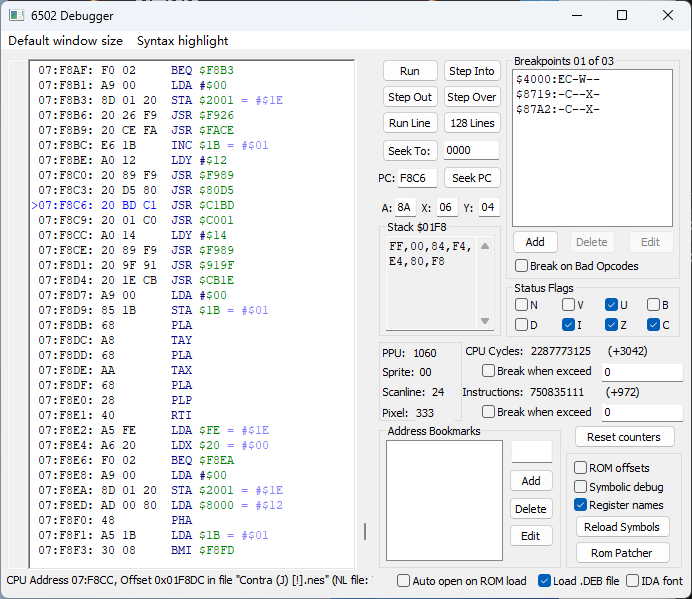 6502 Debugger
Default window size Syntax highlight
07:F8AF: F0 02 BEQ $F8B3
07:F8B1: A9 00 LDA #$00
07:F8B3: 8D 01 20 STA $2001 = #$1E
07:F8B6: 20 26 F9 JSR $F926
07:F8B9: 20 CE FA JSR $FACE
07:F8BC: E6 1B INC $1B = #$01
07:F8BE: A0 12 LDY #$12
07:F8C0: 20 89 F9 JSR $F989
07:F8C3: 20 D5 80 JSR $80D5
>07:F8C6: 20 BD C1 JSR $C1BD
07:F8C9: 20 01 C0 JSR $C001
07:F8CC: A0 14 LDY #$14
07:F8CE: 20 89 F9 JSR $F989
07:F8D1: 20 9F 91 JSR $919F
07:F8D4: 20 1E CB JSR $CB1E
07:F8D7: A9 00 LDA #$00
07:F8D9: 85 1B STA $1B = #$01
07:F8DB: 68 PLA
07:F8DC: A8 TAY
07:F8DD: 68 PLA
07:F8DE: AA TAX
07:F8DF: 68 PLA
07:F8E0: 28 PLP
07:F8E1: 40 RTI
07:F8E2: A5 FE LDA $FE = #$1E
07:F8E4: A6 20 LDX $20 = #$00
07:F8E6: F0 02 BEQ $F8EA
07:F8E8: A9 00 LDA #$00
07:F8EA: 8D 01 20 STA $2001 = #$1E
07:F8ED: AD 00 80 LDA $8000 = #$12
07:F8F0: 48 PHA
07:F8F1: A5 1B LDA $1B = #$01
07:F8F3: 30 08 BMI $F8FD
Run Step Into
Step Out Step Over
Run Line 128 Lines
Seek To: 0000
PC: F8C6 Seek PC
A: 8A X: 06 Y: 04
Stack $01F8
FF,00,84,F4,
E4,80,F8
Breakpoints 01 of 03
$4000:EC-W--
$8719:-C--X-
$87A2:-C--X-
Add Delete Edit
Break on Bad Opcodes
Status Flags
N V U B
D I Z C
PPU: 1060
Sprite: 00
Scanline: 24
Pixel: 333
CPU Cycles: 2287773125 (+3042)
Break when exceed 0
Instructions: 750835111 (+972)
Break when exceed 0
Address Bookmarks
Add
Delete
Edit
Reset counters
ROM offsets
Symbolic debug
Register names
Reload Symbols
Rom Patcher
CPU Address 07:F8CC, Offset 0x01F8DC in file "Contra (J) [!].nes" (NL file:
Auto open on ROM load Load .DEB file IDA font